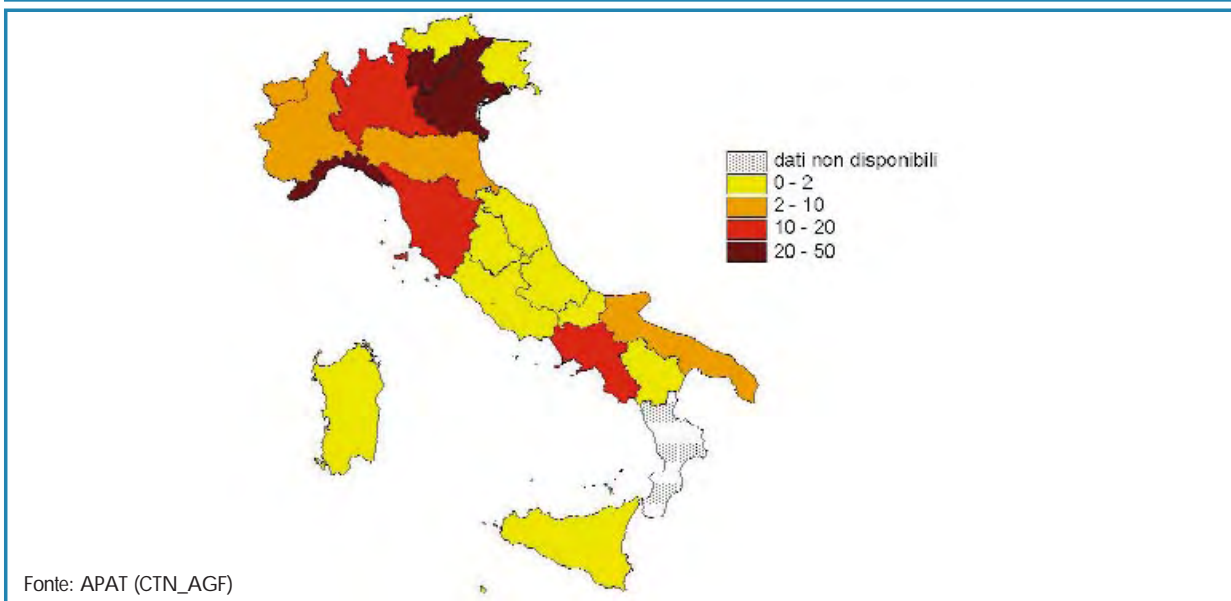 dati non disponibili
0 - 2
2 - 10
10 - 20
20 - 50
Fonte: APAT (CTN_AGF)